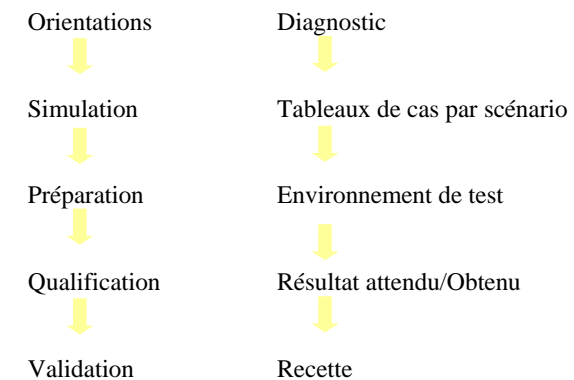 Orientations Diagnostic
Simulation Tableaux de cas par scénario
Préparation Environnement de test
Qualification Résultat attendu/Obtenu
Validation Recette